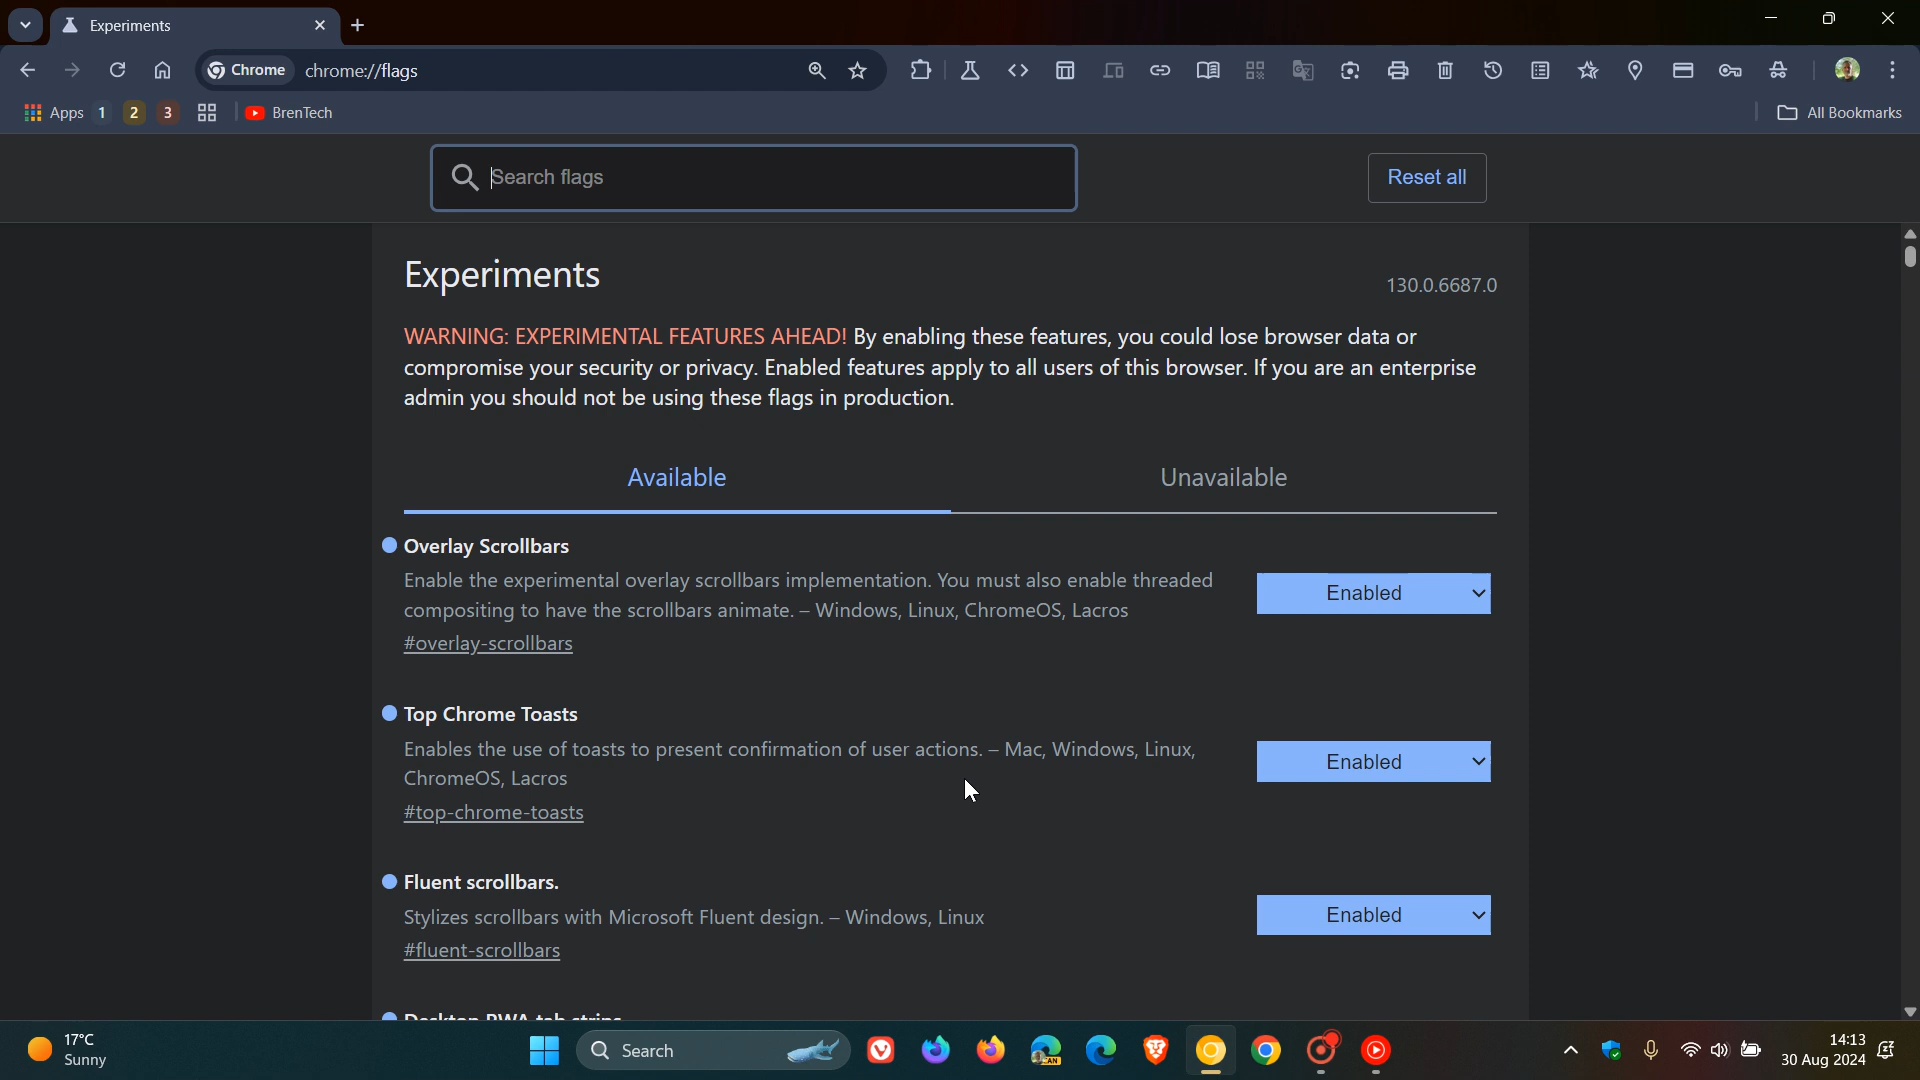 Experiments
Chrome chrome://flags
Apps 1 2 3 BrenTech All Bookmarks
Search flags
Reset all
Experiments
130.0.6687.0
WARNING: EXPERIMENTAL FEATURES AHEAD! By enabling these features, you could lose browser data or
compromise your security or privacy. Enabled features apply to all users of this browser. If you are an enterprise
admin you should not be using these flags in production.
Available Unavailable
Overlay Scrollbars
Enable the experimental overlay scrollbars implementation. You must also enable threaded
compositing to have the scrollbars animate. – Windows, Linux, ChromeOS, Lacros
#overlay-scrollbars
Enabled
Top Chrome Toasts
Enables the use of toasts to present confirmation of user actions. – Mac, Windows, Linux,
ChromeOS, Lacros
#top-chrome-toasts
Enabled
Fluent scrollbars.
Stylizes scrollbars with Microsoft Fluent design. – Windows, Linux
#fluent-scrollbars
Enabled
Desktop PWA tab strips
17°C
Sunny
Search
CAN
14:13
30 Aug 2024